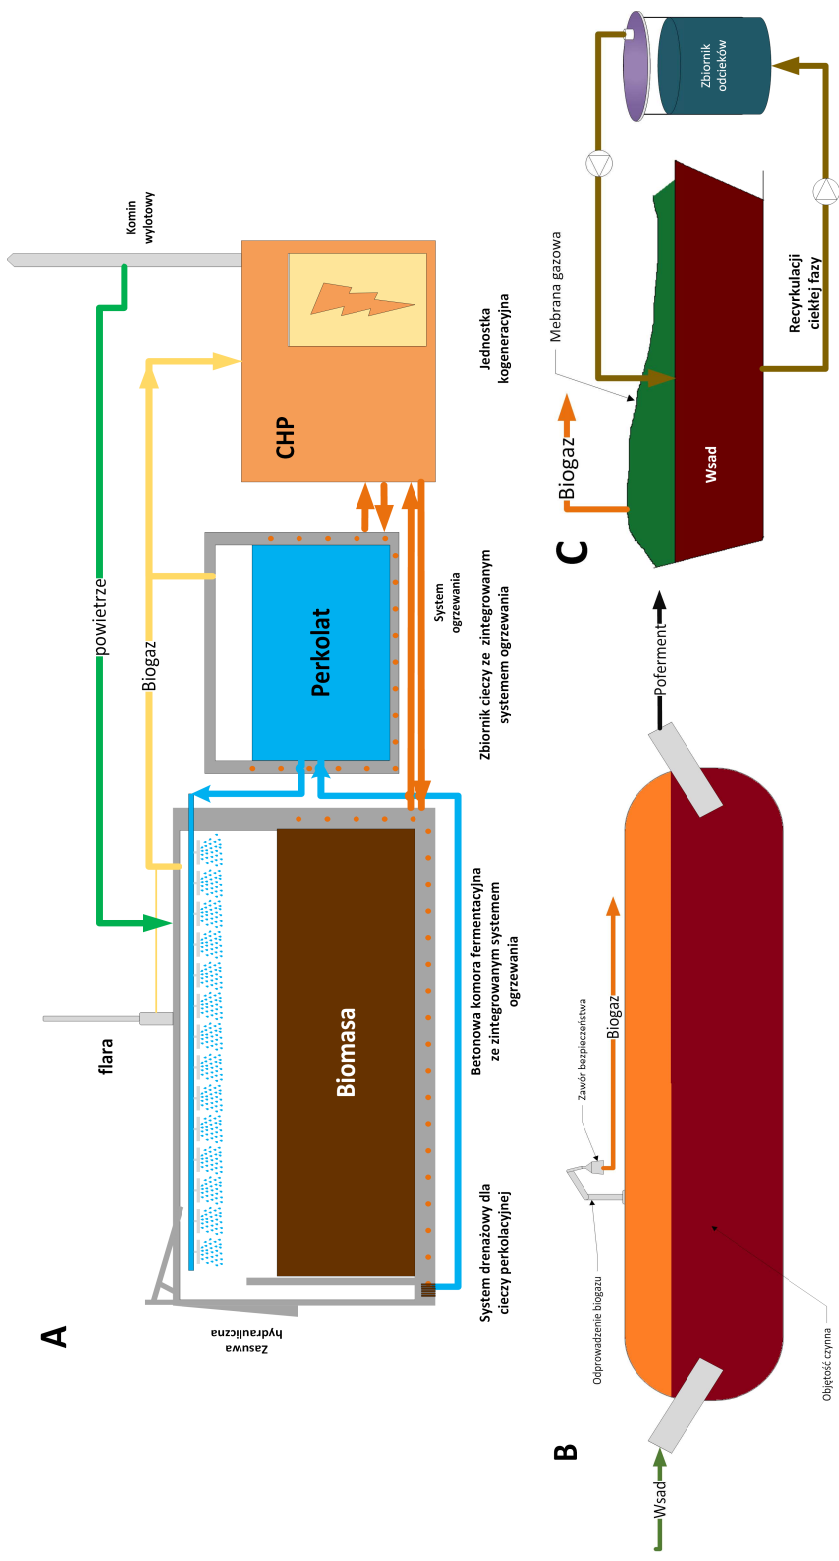 A
Komin
wylotowy
powietrze
Biogaz
flara
CHP
Perkolat
Biomasa
Zasuwa
hydrauliczna
Jednostka
kogeneracyjna
System
ogrzewania
Zbiornik cieczy ze zintegrowanym
systemem ogrzewania
Betonowa komora fermentacyjna
ze zintegrowanym systemem
ogrzewania
System drenażowy dla
cieczy perkolacyjnej
B
Wsad
Odprowadzenie biogazu
Zawór bezpieczeństwa
Biogaz
Objętość czynna
Poferment
C
Biogaz
Mebrana gazowa
Wsad
Zbiornik
odcieków
Recyrkulacji
ciekłej fazy